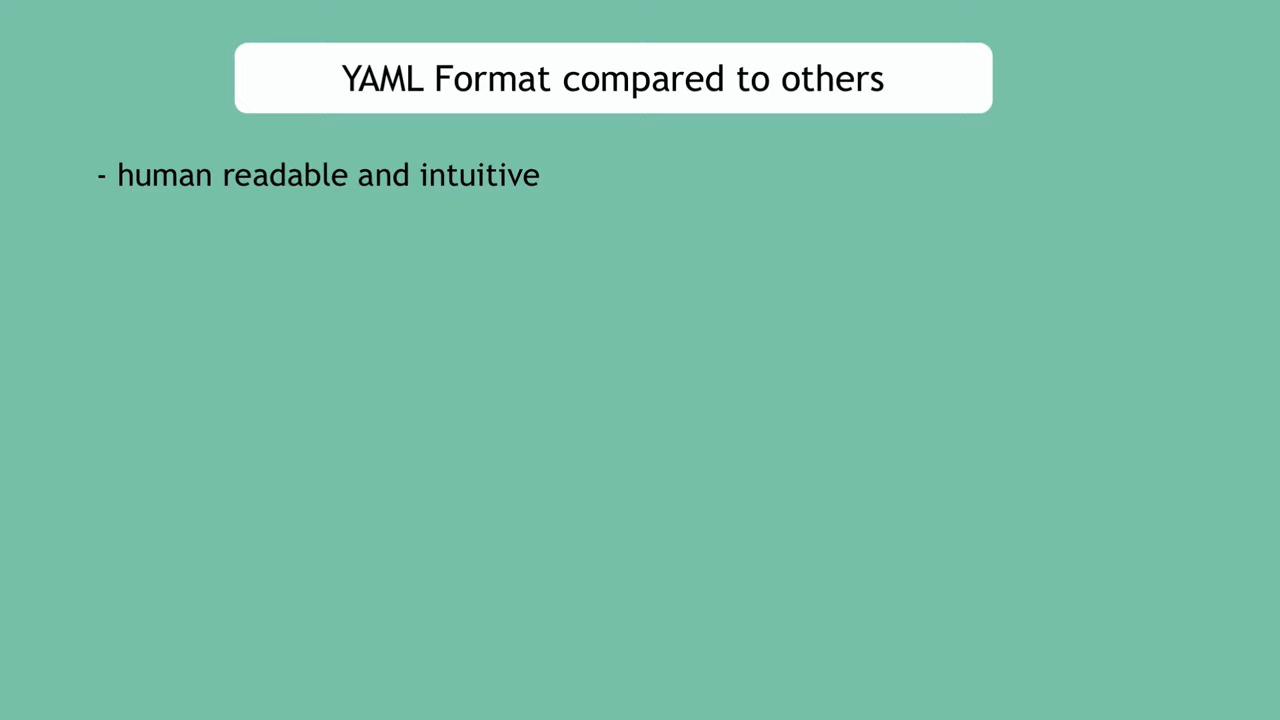 YAML Format compared to others
- human readable and intuitive